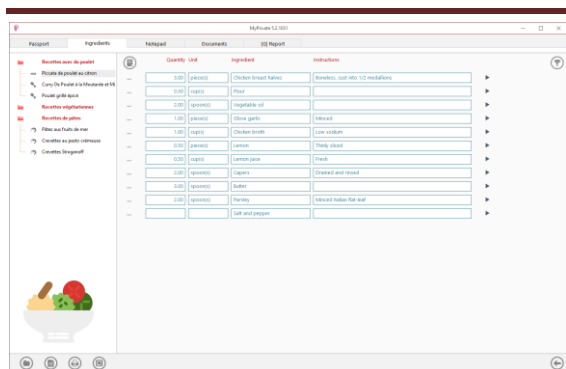 MyPrivate 5.2.1001
Passport Ingredients Notepad Documents [0] Report
Recettes avec du poulet
Piccata de poulet au citron
Curry De Poulet à la Moutarde et Mi
Poulet grillé épicé
Recettes végétariennes
Recettes de pâtes
Pâtes aux fruits de mer
Crevettes au pesto crémeuse
Crevettes Stroganoff
Quantity Unit Ingredient Instructions
3.00 piece(s) Chicken breast halves Boneless, cust into 1/2 medallions
0.50 cup(s) Flour
2.00 spoon(s) Vegetable oil
1.00 piece(s) Clove garlic Minced
1.00 cup(s) Chicken broth Low sodium
0.50 piece(s) Lemon Thinly sliced
0.50 cup(s) Lemon juice Fresh
2.00 spoon(s) Capers Drained and rinsed
3.00 spoon(s) Butter
2.00 spoon(s) Parsley Minced Italian flat-leaf
Salt and pepper